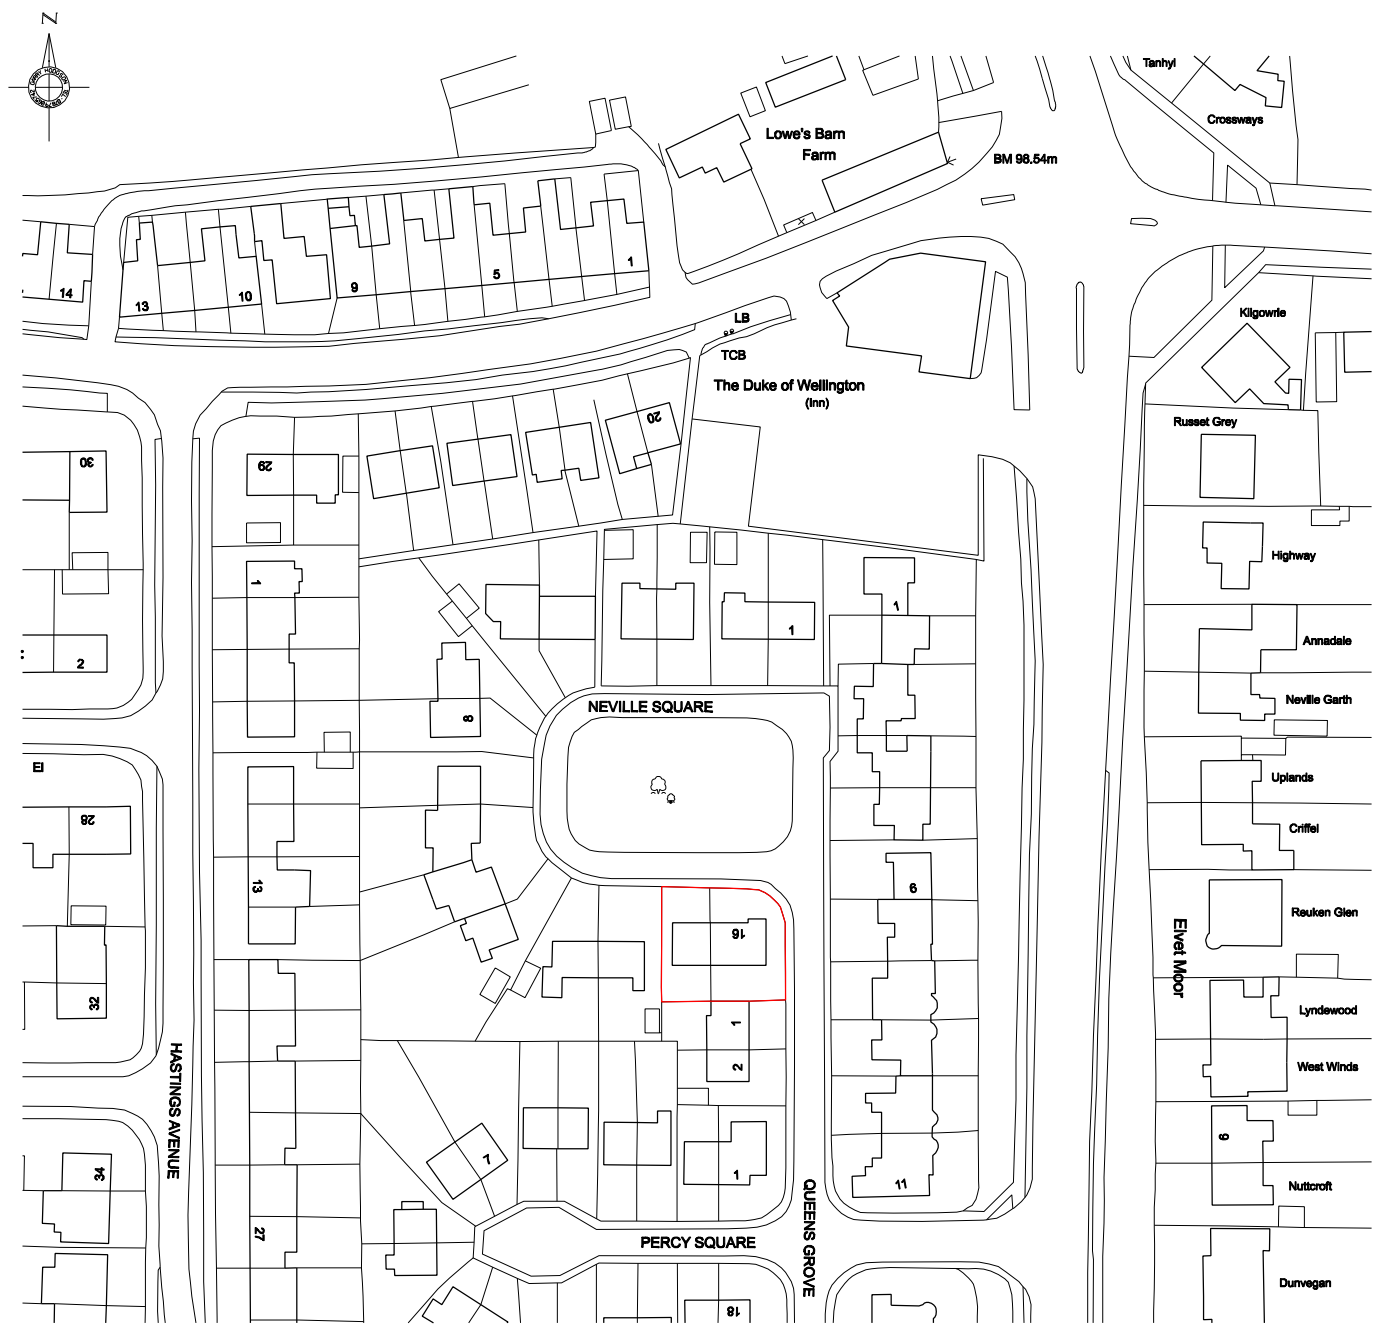 N
Tanhyl
Crossways
Lowe's Barn
Farm
BM 98.54m
14
13
10
9
5
1
LB
TCB
The Duke of Wellington
(Inn)
Kilgowrie
Russet Grey
20
29
30
Highway
1
1
1
Annadale
2
Neville Garth
8
NEVILLE SQUARE
El
Uplands
28
Criffel
13
6
16
Reuken Glen
Elvet Moor
32
1
Lyndewood
2
West Winds
HASTINGS AVENUE
6
34
7
1
11
Nuttcroft
QUEENS GROVE
27
PERCY SQUARE
18
Dunvegan